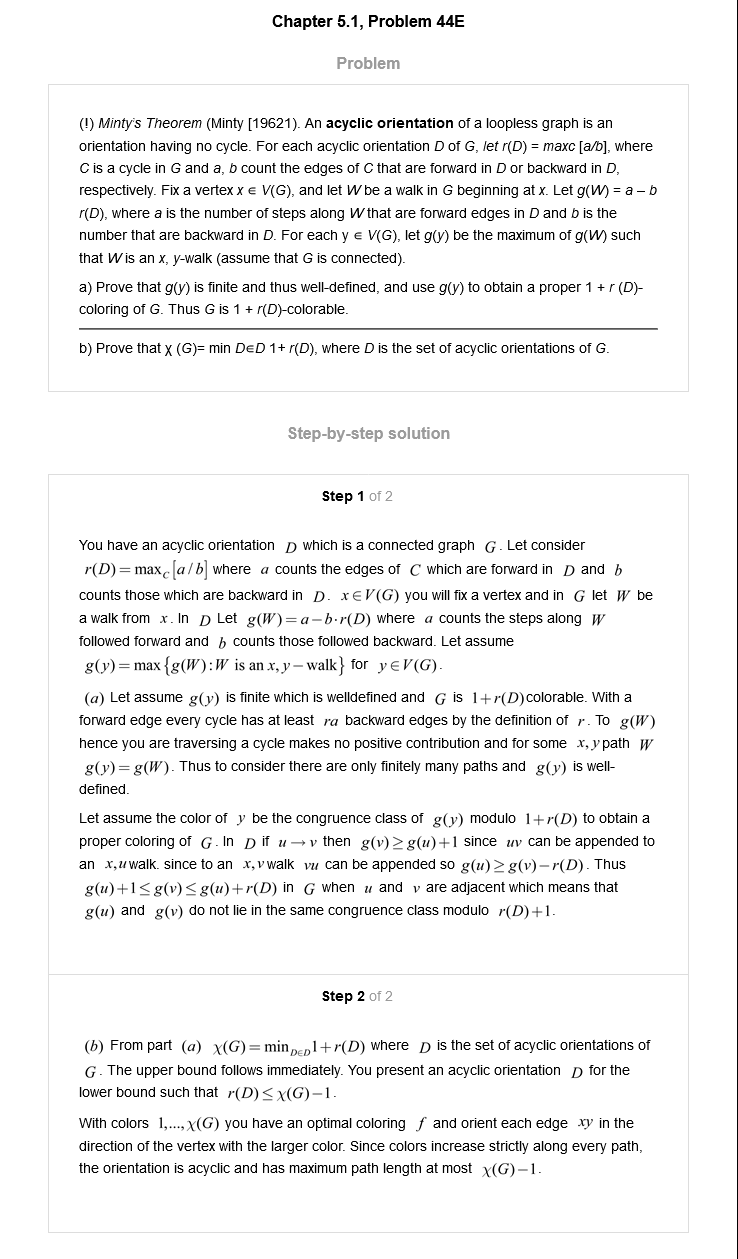 Chapter 5.1, Problem 44E
Problem
(!) Minty's Theorem (Minty [19621). An acyclic orientation of a loopless graph is an
orientation having no cycle. For each acyclic orientation D of G, let r(D) = maxc [a/b], where
C is a cycle in G and a, b count the edges of C that are forward in D or backward in D,
respectively. Fix a vertex x ∈ V(G), and let W be a walk in G beginning at x. Let g(W) = a – b
r(D), where a is the number of steps along W that are forward edges in D and b is the
number that are backward in D. For each y ∈ V(G), let g(y) be the maximum of g(W) such
that W is an x, y-walk (assume that G is connected).
a) Prove that g(y) is finite and thus well-defined, and use g(y) to obtain a proper 1 + r (D)-
coloring of G. Thus G is 1 + r(D)-colorable.
b) Prove that χ (G)= min D∈D 1+ r(D), where D is the set of acyclic orientations of G.
Step-by-step solution
Step 1 of 2
You have an acyclic orientation D which is a connected graph G. Let consider
r(D) = max_C [a / b] where a counts the edges of C which are forward in D and b
counts those which are backward in D. x ∈ V(G) you will fix a vertex and in G let W be
a walk from x. In D Let g(W) = a − b·r(D) where a counts the steps along W
followed forward and b counts those followed backward. Let assume
g(y) = max {g(W) : W is an x, y − walk} for y ∈ V(G).
(a) Let assume g(y) is finite which is welldefined and G is 1 + r(D) colorable. With a
forward edge every cycle has at least ra backward edges by the definition of r. To g(W)
hence you are traversing a cycle makes no positive contribution and for some x, y path W
g(y) = g(W). Thus to consider there are only finitely many paths and g(y) is well-
defined.
Let assume the color of y be the congruence class of g(y) modulo 1 + r(D) to obtain a
proper coloring of G. In D if u → v then g(v) ≥ g(u) + 1 since uv can be appended to
an x, u walk. since to an x, v walk vu can be appended so g(u) ≥ g(v) − r(D). Thus
g(u) + 1 ≤ g(v) ≤ g(u) + r(D) in G when u and v are adjacent which means that
g(u) and g(v) do not lie in the same congruence class modulo r(D) + 1.
Step 2 of 2
(b) From part (a) χ(G) = min_{D∈D} 1 + r(D) where D is the set of acyclic orientations of
G. The upper bound follows immediately. You present an acyclic orientation D for the
lower bound such that r(D) ≤ χ(G) − 1.
With colors 1,..., χ(G) you have an optimal coloring f and orient each edge xy in the
direction of the vertex with the larger color. Since colors increase strictly along every path,
the orientation is acyclic and has maximum path length at most χ(G) − 1.